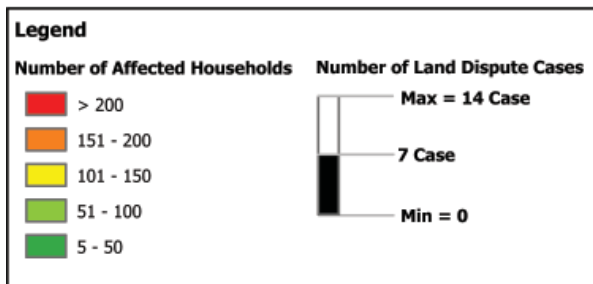 Legend
Number of Affected Households
> 200
151 - 200
101 - 150
51 - 100
5 - 50
Number of Land Dispute Cases
Max = 14 Case
7 Case
Min = 0